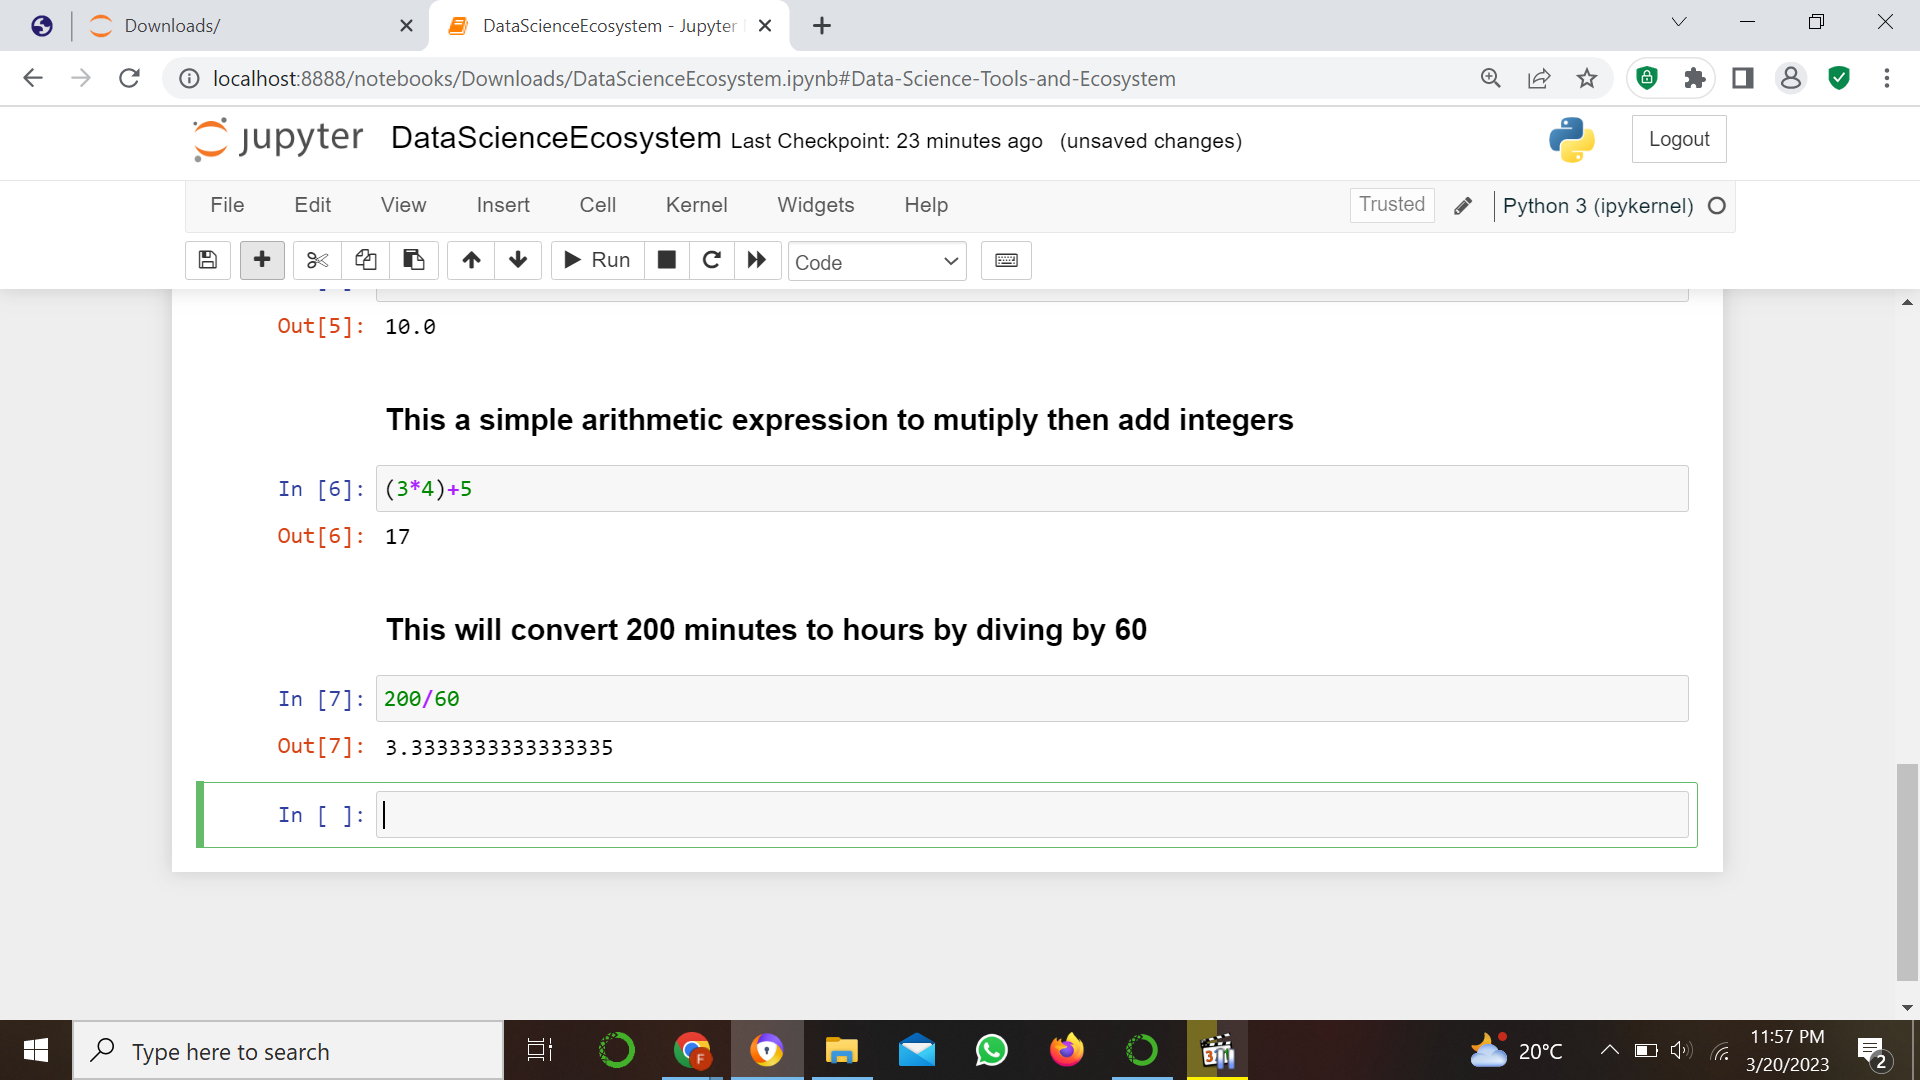 Downloads/
DataScienceEcosystem - Jupyter
localhost:8888/notebooks/Downloads/DataScienceEcosystem.ipynb#Data-Science-Tools-and-Ecosystem
jupyter DataScienceEcosystem Last Checkpoint: 23 minutes ago (unsaved changes)
Logout
File Edit View Insert Cell Kernel Widgets Help
Trusted
Python 3 (ipykernel)
Run
Code
Out[5]: 10.0
This a simple arithmetic expression to mutiply then add integers
In [6]: (3*4)+5
Out[6]: 17
This will convert 200 minutes to hours by diving by 60
In [7]: 200/60
Out[7]: 3.3333333333333335
In [ ]:
Type here to search
F
20°C
11:57 PM
3/20/2023
2